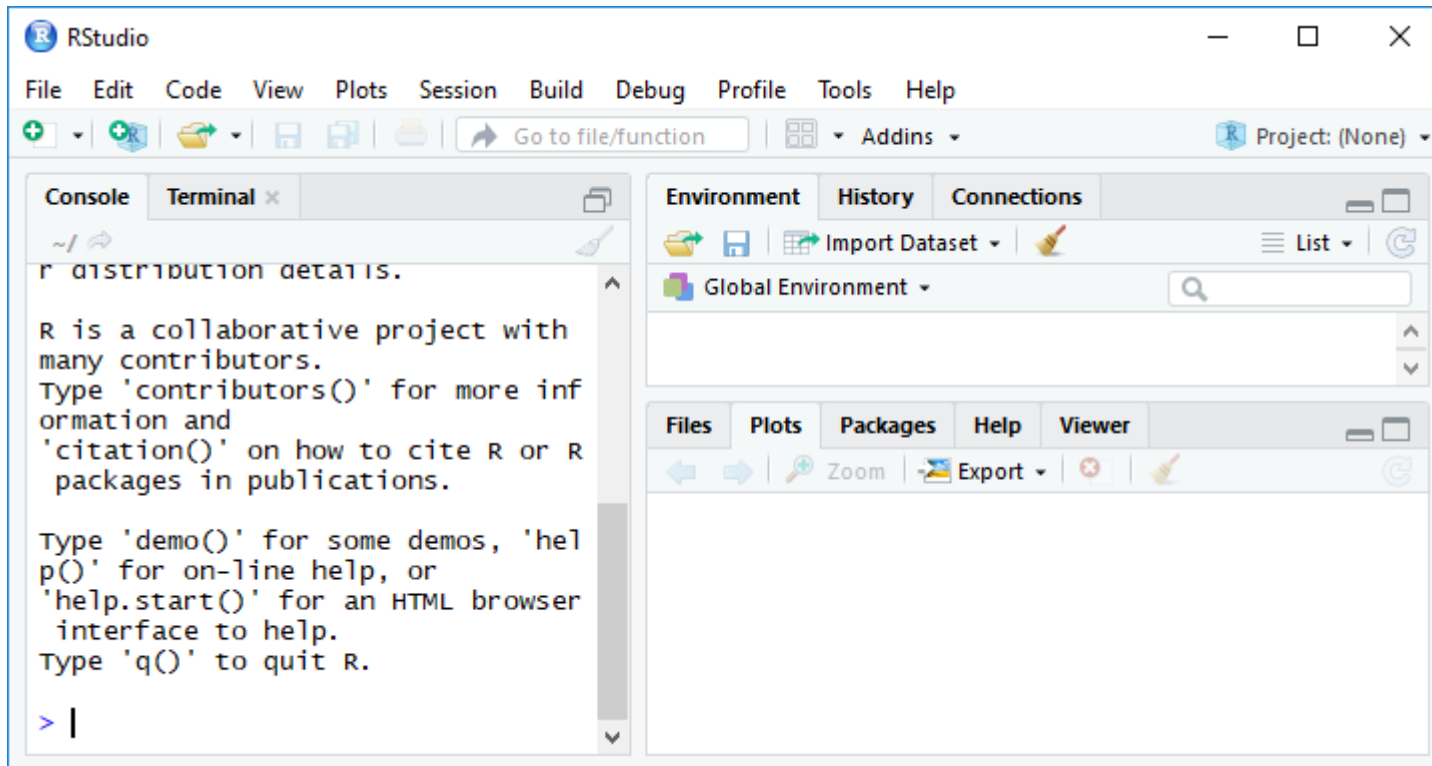 RStudio
File Edit Code View Plots Session Build Debug Profile Tools Help
Go to file/function Addins Project: (None)
Console Terminal
~/
r distribution details.

R is a collaborative project with
many contributors.
Type 'contributors()' for more inf
ormation and
'citation()' on how to cite R or R
 packages in publications.

Type 'demo()' for some demos, 'hel
p()' for on-line help, or
'help.start()' for an HTML browser
 interface to help.
Type 'q()' to quit R.

>
Environment History Connections
Import Dataset List
Global Environment
Files Plots Packages Help Viewer
Zoom Export